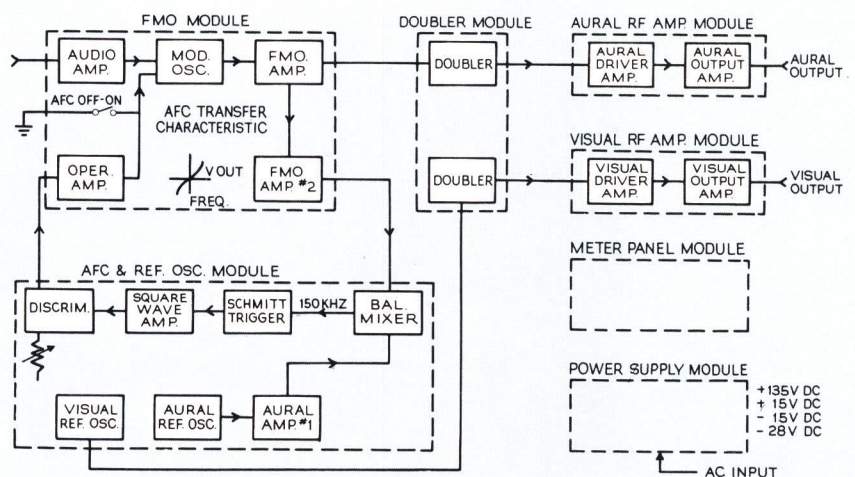 FMO MODULE
AUDIO
AMP.
MOD.
OSC.
FMO.
AMP.
AFC OFF-ON
AFC TRANSFER
CHARACTERISTIC
OPER.
AMP.
V OUT
FREQ.
FMO
AMP. #2
DOUBLER MODULE
DOUBLER
DOUBLER
AURAL RF AMP. MODULE
AURAL
DRIVER
AMP.
AURAL
OUTPUT
AMP.
AURAL
OUTPUT.
VISUAL RF AMP. MODULE
VISUAL
DRIVER
AMP.
VISUAL
OUTPUT
AMP.
VISUAL
OUTPUT
AFC & REF. OSC. MODULE
DISCRIM.
SQUARE
WAVE
AMP.
SCHMITT
TRIGGER
150 KHZ
BAL.
MIXER
VISUAL
REF. OSC.
AURAL
REF. OSC.
AURAL
AMP. #1
METER PANEL MODULE
POWER SUPPLY MODULE
+135V DC
+ 15V DC
- 15V DC
- 28V DC
AC INPUT